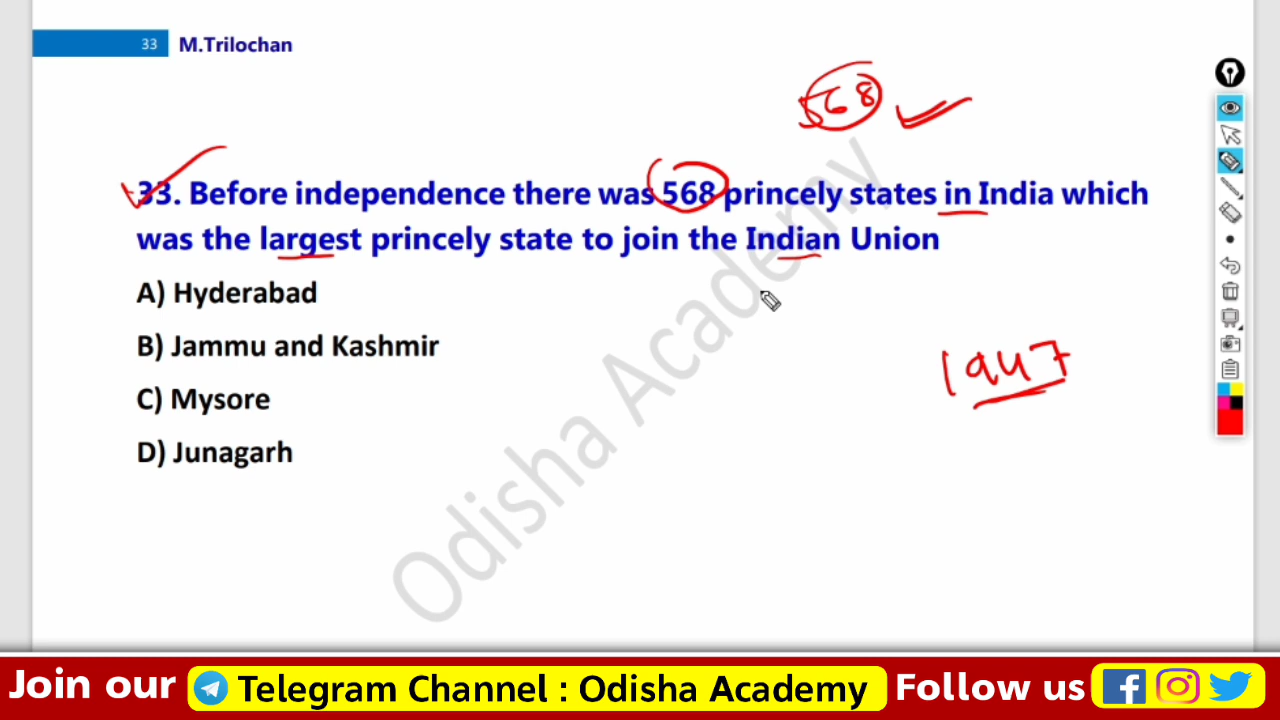 33 M.Trilochan
568
33. Before independence there was 568 princely states in India which
was the largest princely state to join the Indian Union
A) Hyderabad
B) Jammu and Kashmir
1947
C) Mysore
D) Junagarh
Odisha Academy
Join our Telegram Channel : Odisha Academy Follow us